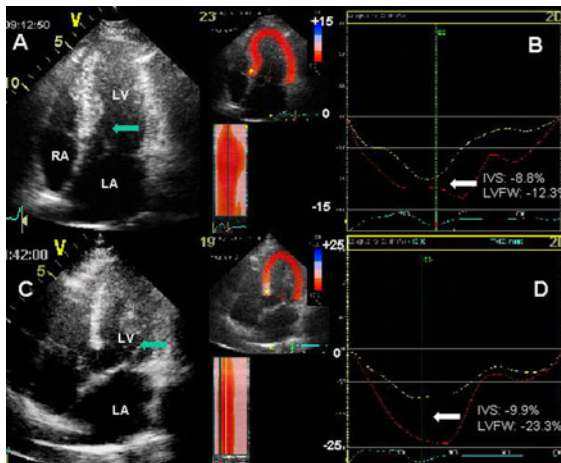 09:12:50
V
A
5
10
LV
RA
LA
23
+15
0
-15
2D
B
IVS: -8.8%
LVFW: -12.3%
:42:00
V
C
5
LV
LA
19
+25
0
-25
2D
D
IVS: -9.9%
LVFW: -23.3%